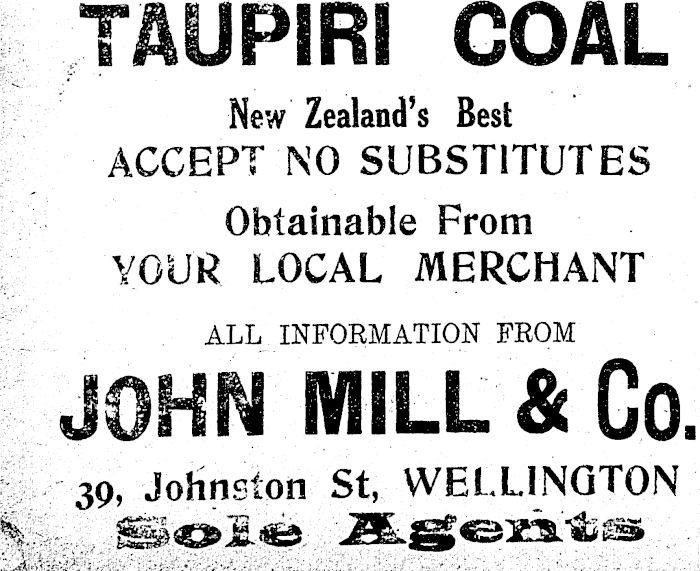 TAUPIRI COAL
New Zealand's Best
ACCEPT NO SUBSTITUTES
Obtainable From
YOUR LOCAL MERCHANT
ALL INFORMATION FROM
JOHN MILL & Co.
39, Johnston St, WELLINGTON
Sole Agents